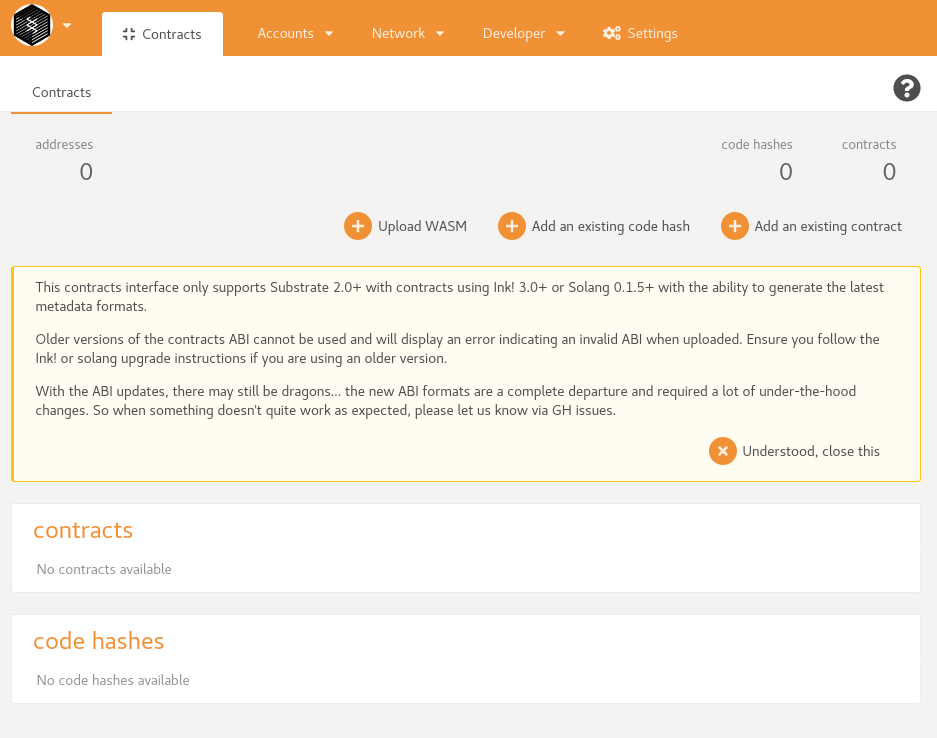 Contracts
Accounts
Network
Developer
Settings
Contracts
addresses
0
code hashes
0
contracts
0
Upload WASM
Add an existing code hash
Add an existing contract
This contracts interface only supports Substrate 2.0+ with contracts using Ink! 3.0+ or Solang 0.1.5+ with the ability to generate the latest
metadata formats.
Older versions of the contracts ABI cannot be used and will display an error indicating an invalid ABI when uploaded. Ensure you follow the
Ink! or solang upgrade instructions if you are using an older version.
With the ABI updates, there may still be dragons... the new ABI formats are a complete departure and required a lot of under-the-hood
changes. So when something doesn't quite work as expected, please let us know via GH issues.
Understood, close this
contracts
No contracts available
code hashes
No code hashes available